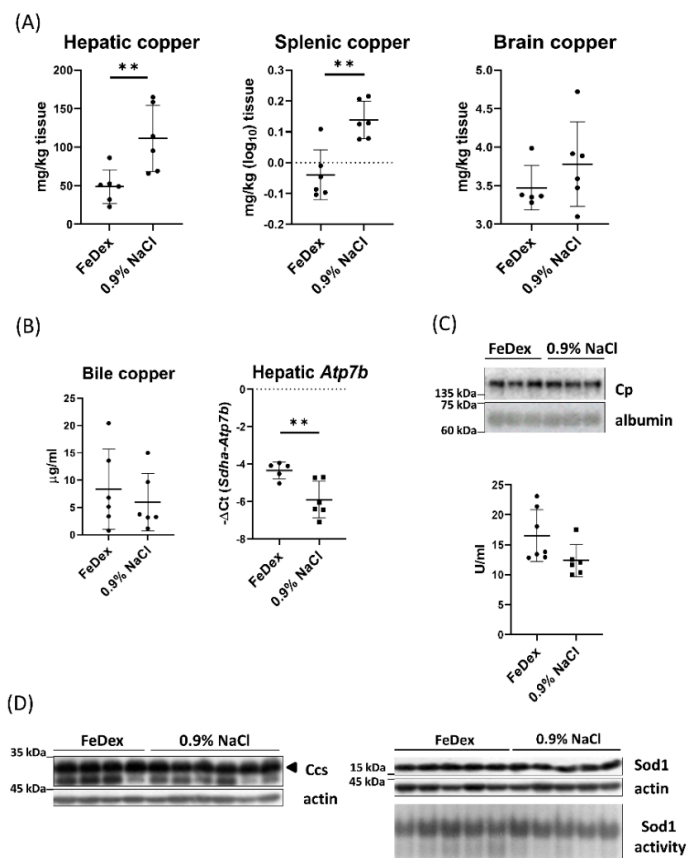 (A)
Hepatic copper
Splenic copper
Brain copper
**
**
mg/kg tissue
200
150
100
50
0
mg/kg (log10) tissue
0.3
0.2
0.1
0.0
-0.1
-0.2
mg/kg tissue
5.0
4.5
4.0
3.5
3.0
FeDex
0.9% NaCl
FeDex
0.9% NaCl
FeDex
0.9% NaCl
(B)
Bile copper
Hepatic Atp7b
**
µg/ml
25
20
15
10
5
0
-ΔCt (Sdha-Atp7b)
0
-2
-4
-6
-8
FeDex
0.9% NaCl
FeDex
0.9% NaCl
(C)
FeDex 0.9% NaCl
135 kDa
Cp
75 kDa
60 kDa
albumin
U/ml
25
20
15
10
5
0
FeDex
0.9% NaCl
(D)
FeDex 0.9% NaCl
35 kDa
Ccs
45 kDa
actin
FeDex 0.9% NaCl
15 kDa
Sod1
45 kDa
actin
Sod1
activity